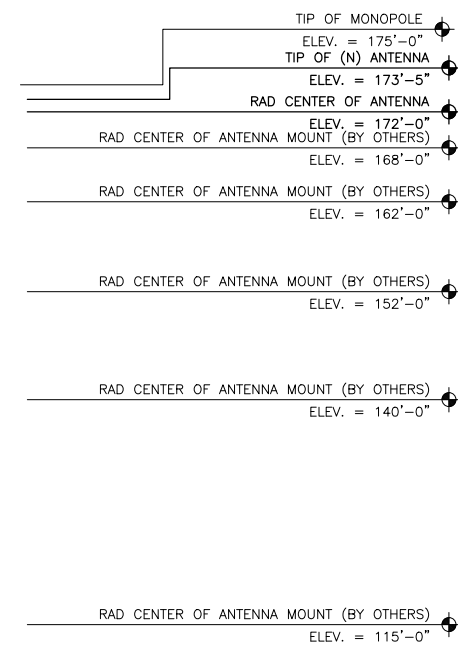 TIP OF MONOPOLE
ELEV. = 175'-0"
TIP OF (N) ANTENNA
ELEV. = 173'-5"
RAD CENTER OF ANTENNA
ELEV. = 172'-0"
RAD CENTER OF ANTENNA MOUNT (BY OTHERS)
ELEV. = 168'-0"
RAD CENTER OF ANTENNA MOUNT (BY OTHERS)
ELEV. = 162'-0"
RAD CENTER OF ANTENNA MOUNT (BY OTHERS)
ELEV. = 152'-0"
RAD CENTER OF ANTENNA MOUNT (BY OTHERS)
ELEV. = 140'-0"
RAD CENTER OF ANTENNA MOUNT (BY OTHERS)
ELEV. = 115'-0"